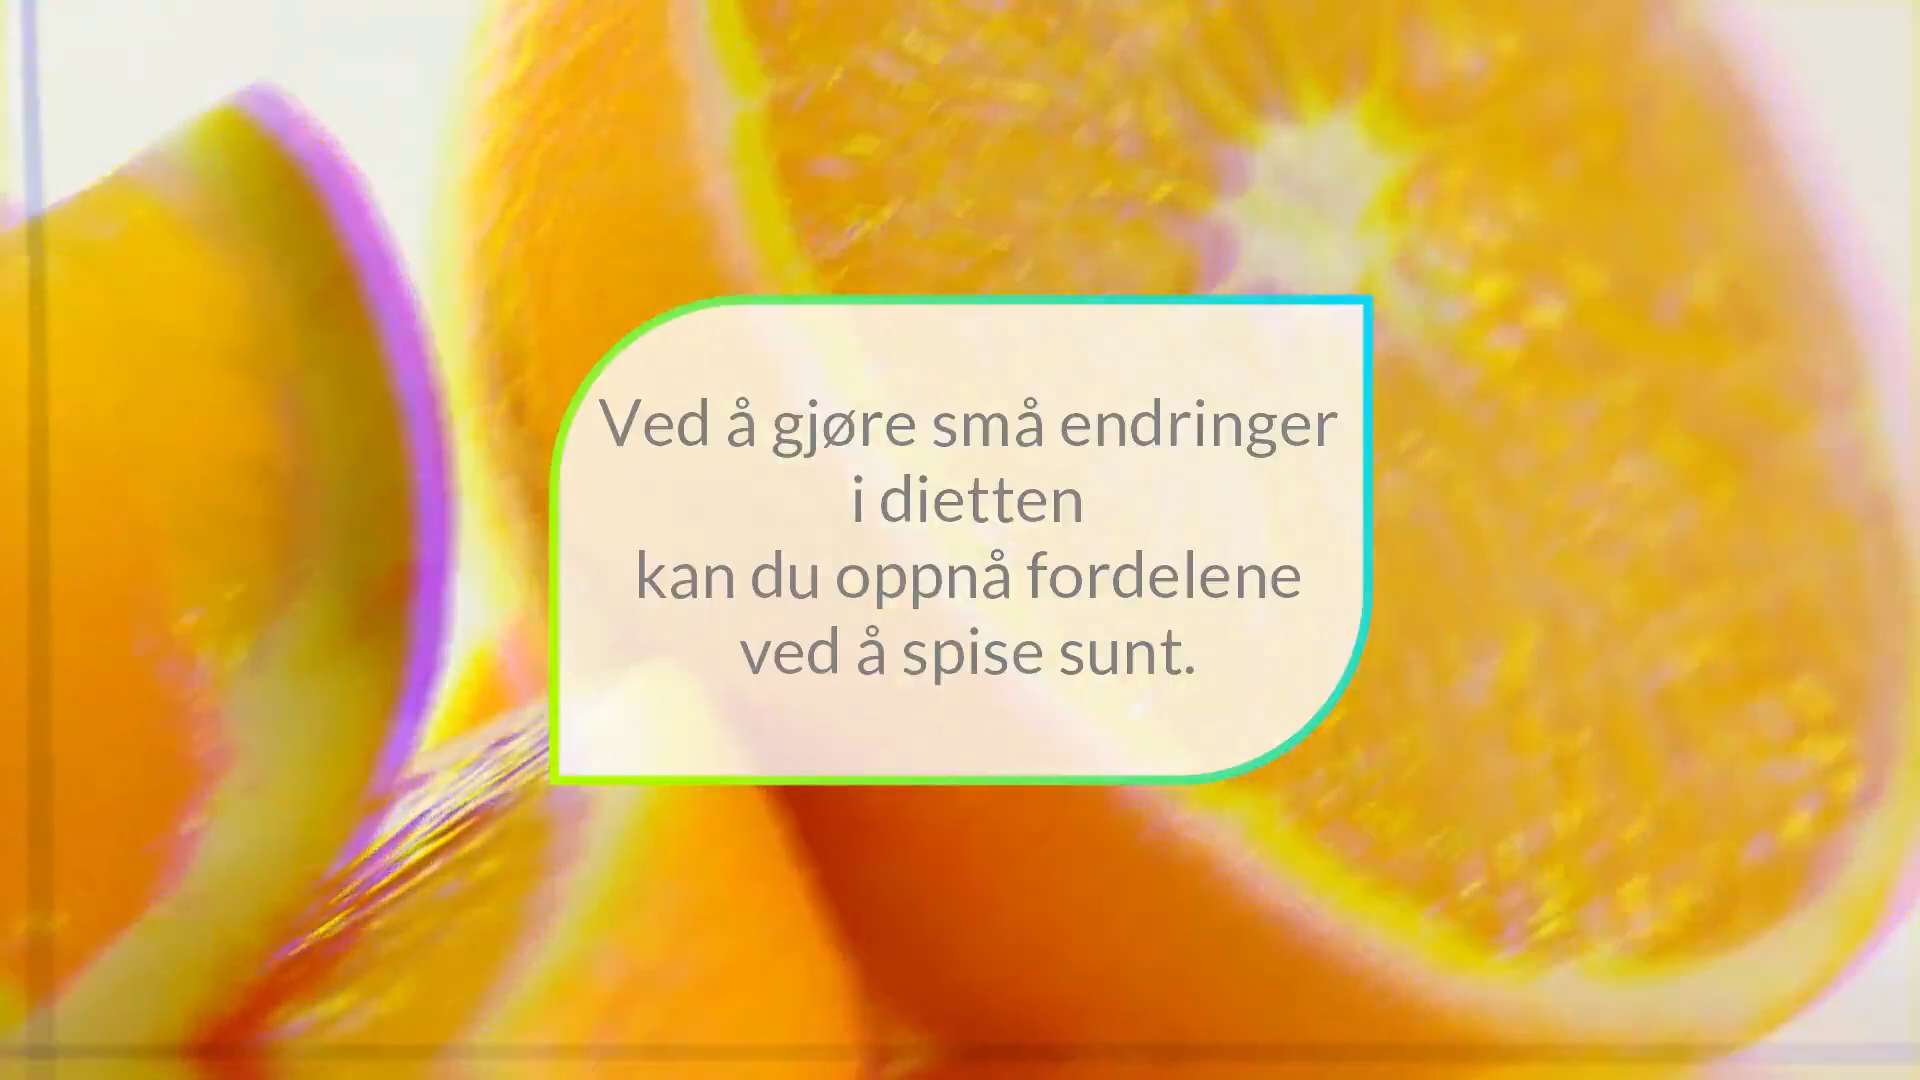 Ved å gjøre små endringer
i dietten
kan du oppnå fordelene
ved å spise sunt.